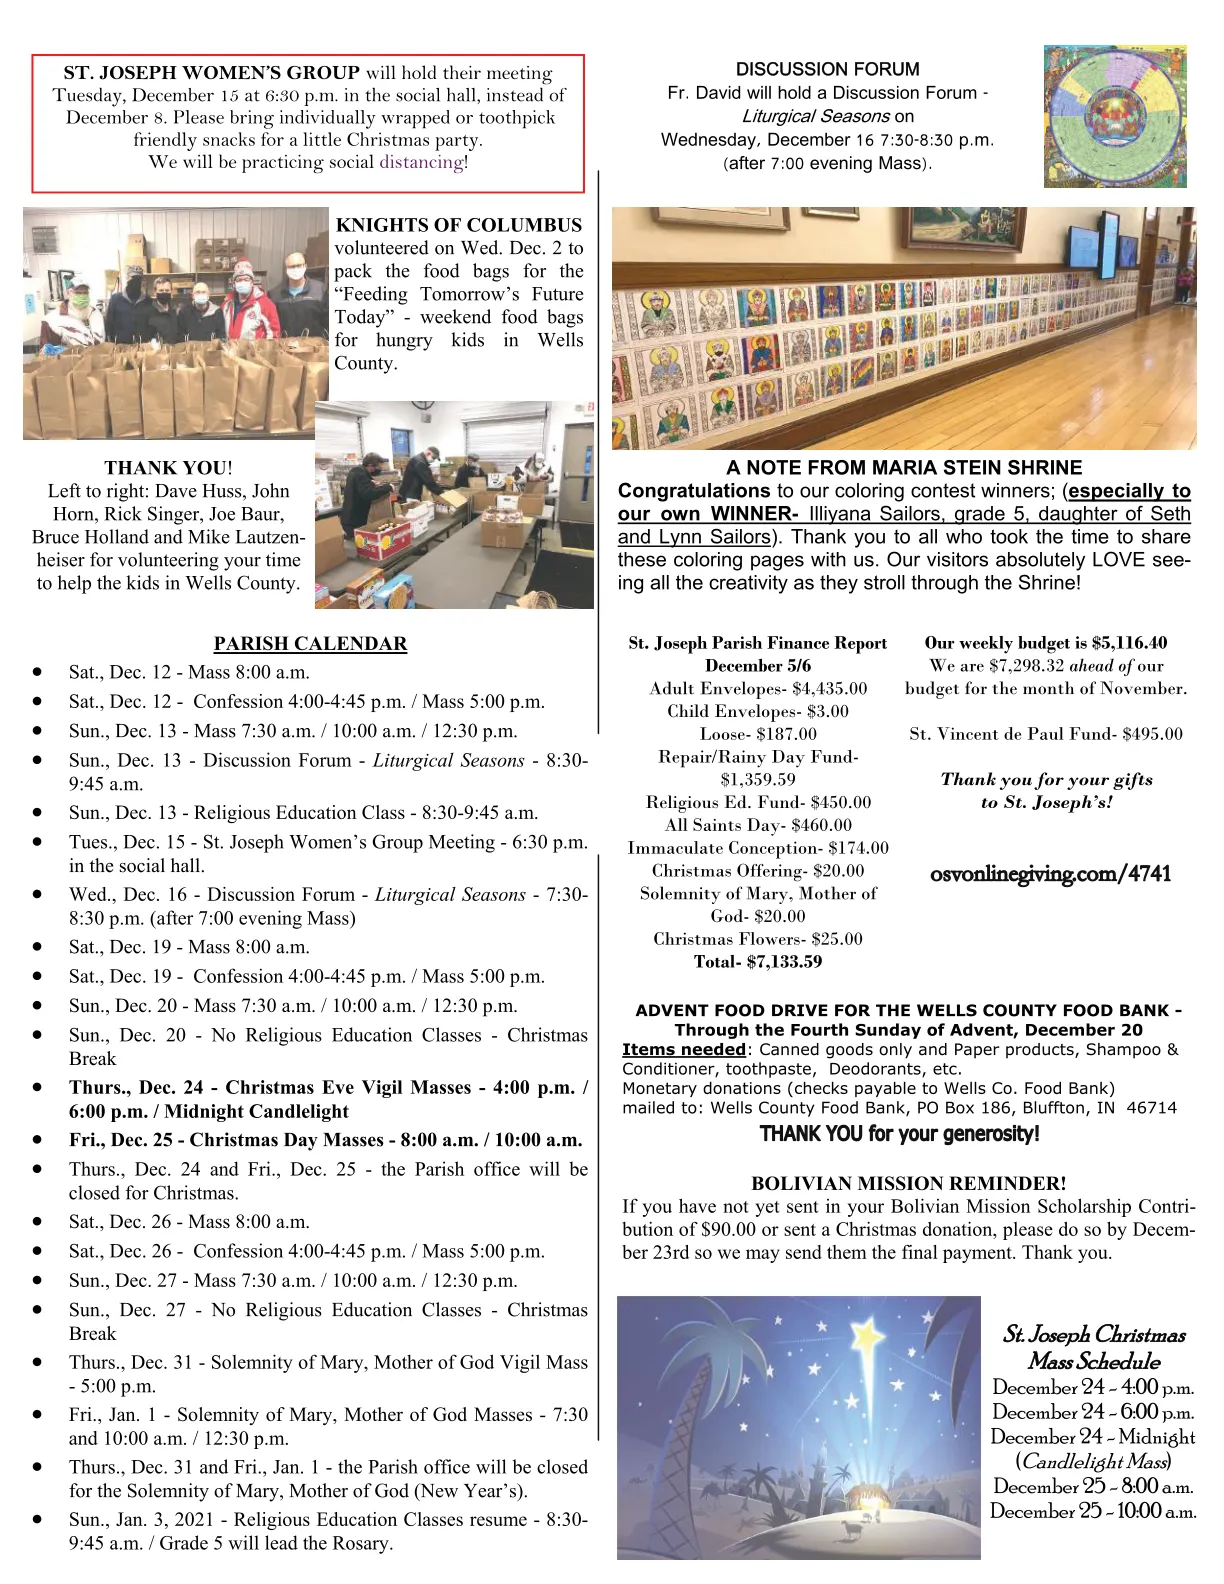 ST. JOSEPH WOMEN'S GROUP will hold their meeting
Tuesday, December 15 at 6:30 p.m. in the social hall, instead of
December 8. Please bring individually wrapped or toothpick
friendly snacks for a little Christmas party.
We will be practicing social distancing!
KNIGHTS OF COLUMBUS
volunteered on Wed. Dec. 2 to
pack the food bags for the
“Feeding Tomorrow’s Future
Today” - weekend food bags
for hungry kids in Wells
County.
THANK YOU!
Left to right: Dave Huss, John
Horn, Rick Singer, Joe Baur,
Bruce Holland and Mike Lautzen-
heiser for volunteering your time
to help the kids in Wells County.
PARISH CALENDAR
● Sat., Dec. 12 - Mass 8:00 a.m.
● Sat., Dec. 12 - Confession 4:00-4:45 p.m. / Mass 5:00 p.m.
● Sun., Dec. 13 - Mass 7:30 a.m. / 10:00 a.m. / 12:30 p.m.
● Sun., Dec. 13 - Discussion Forum - Liturgical Seasons - 8:30-
9:45 a.m.
● Sun., Dec. 13 - Religious Education Class - 8:30-9:45 a.m.
● Tues., Dec. 15 - St. Joseph Women’s Group Meeting - 6:30 p.m.
in the social hall.
● Wed., Dec. 16 - Discussion Forum - Liturgical Seasons - 7:30-
8:30 p.m. (after 7:00 evening Mass)
● Sat., Dec. 19 - Mass 8:00 a.m.
● Sat., Dec. 19 - Confession 4:00-4:45 p.m. / Mass 5:00 p.m.
● Sun., Dec. 20 - Mass 7:30 a.m. / 10:00 a.m. / 12:30 p.m.
● Sun., Dec. 20 - No Religious Education Classes - Christmas
Break
● Thurs., Dec. 24 - Christmas Eve Vigil Masses - 4:00 p.m. /
6:00 p.m. / Midnight Candlelight
● Fri., Dec. 25 - Christmas Day Masses - 8:00 a.m. / 10:00 a.m.
● Thurs., Dec. 24 and Fri., Dec. 25 - the Parish office will be
closed for Christmas.
● Sat., Dec. 26 - Mass 8:00 a.m.
● Sat., Dec. 26 - Confession 4:00-4:45 p.m. / Mass 5:00 p.m.
● Sun., Dec. 27 - Mass 7:30 a.m. / 10:00 a.m. / 12:30 p.m.
● Sun., Dec. 27 - No Religious Education Classes - Christmas
Break
● Thurs., Dec. 31 - Solemnity of Mary, Mother of God Vigil Mass
- 5:00 p.m.
● Fri., Jan. 1 - Solemnity of Mary, Mother of God Masses - 7:30
and 10:00 a.m. / 12:30 p.m.
● Thurs., Dec. 31 and Fri., Jan. 1 - the Parish office will be closed
for the Solemnity of Mary, Mother of God (New Year’s).
● Sun., Jan. 3, 2021 - Religious Education Classes resume - 8:30-
9:45 a.m. / Grade 5 will lead the Rosary.
DISCUSSION FORUM
Fr. David will hold a Discussion Forum -
Liturgical Seasons on
Wednesday, December 16 7:30-8:30 p.m.
(after 7:00 evening Mass).
A NOTE FROM MARIA STEIN SHRINE
Congratulations to our coloring contest winners; (especially to
our own WINNER- Illiyana Sailors, grade 5, daughter of Seth
and Lynn Sailors). Thank you to all who took the time to share
these coloring pages with us. Our visitors absolutely LOVE see-
ing all the creativity as they stroll through the Shrine!
St. Joseph Parish Finance Report
December 5/6
Adult Envelopes- $4,435.00
Child Envelopes- $3.00
Loose- $187.00
Repair/Rainy Day Fund-
$1,359.59
Religious Ed. Fund- $450.00
All Saints Day- $460.00
Immaculate Conception- $174.00
Christmas Offering- $20.00
Solemnity of Mary, Mother of
God- $20.00
Christmas Flowers- $25.00
Total- $7,133.59
Our weekly budget is $5,116.40
We are $7,298.32 ahead of our
budget for the month of November.
St. Vincent de Paul Fund- $495.00
Thank you for your gifts
to St. Joseph’s!
osvonlinegiving.com/4741
ADVENT FOOD DRIVE FOR THE WELLS COUNTY FOOD BANK -
Through the Fourth Sunday of Advent, December 20
Items needed: Canned goods only and Paper products, Shampoo &
Conditioner, toothpaste, Deodorants, etc.
Monetary donations (checks payable to Wells Co. Food Bank)
mailed to: Wells County Food Bank, PO Box 186, Bluffton, IN 46714
THANK YOU for your generosity!
BOLIVIAN MISSION REMINDER!
If you have not yet sent in your Bolivian Mission Scholarship Contri-
bution of $90.00 or sent a Christmas donation, please do so by Decem-
ber 23rd so we may send them the final payment. Thank you.
St. Joseph Christmas
Mass Schedule
December 24 - 4:00 p.m.
December 24 - 6:00 p.m.
December 24 - Midnight
(Candlelight Mass)
December 25 - 8:00 a.m.
December 25 - 10:00 a.m.